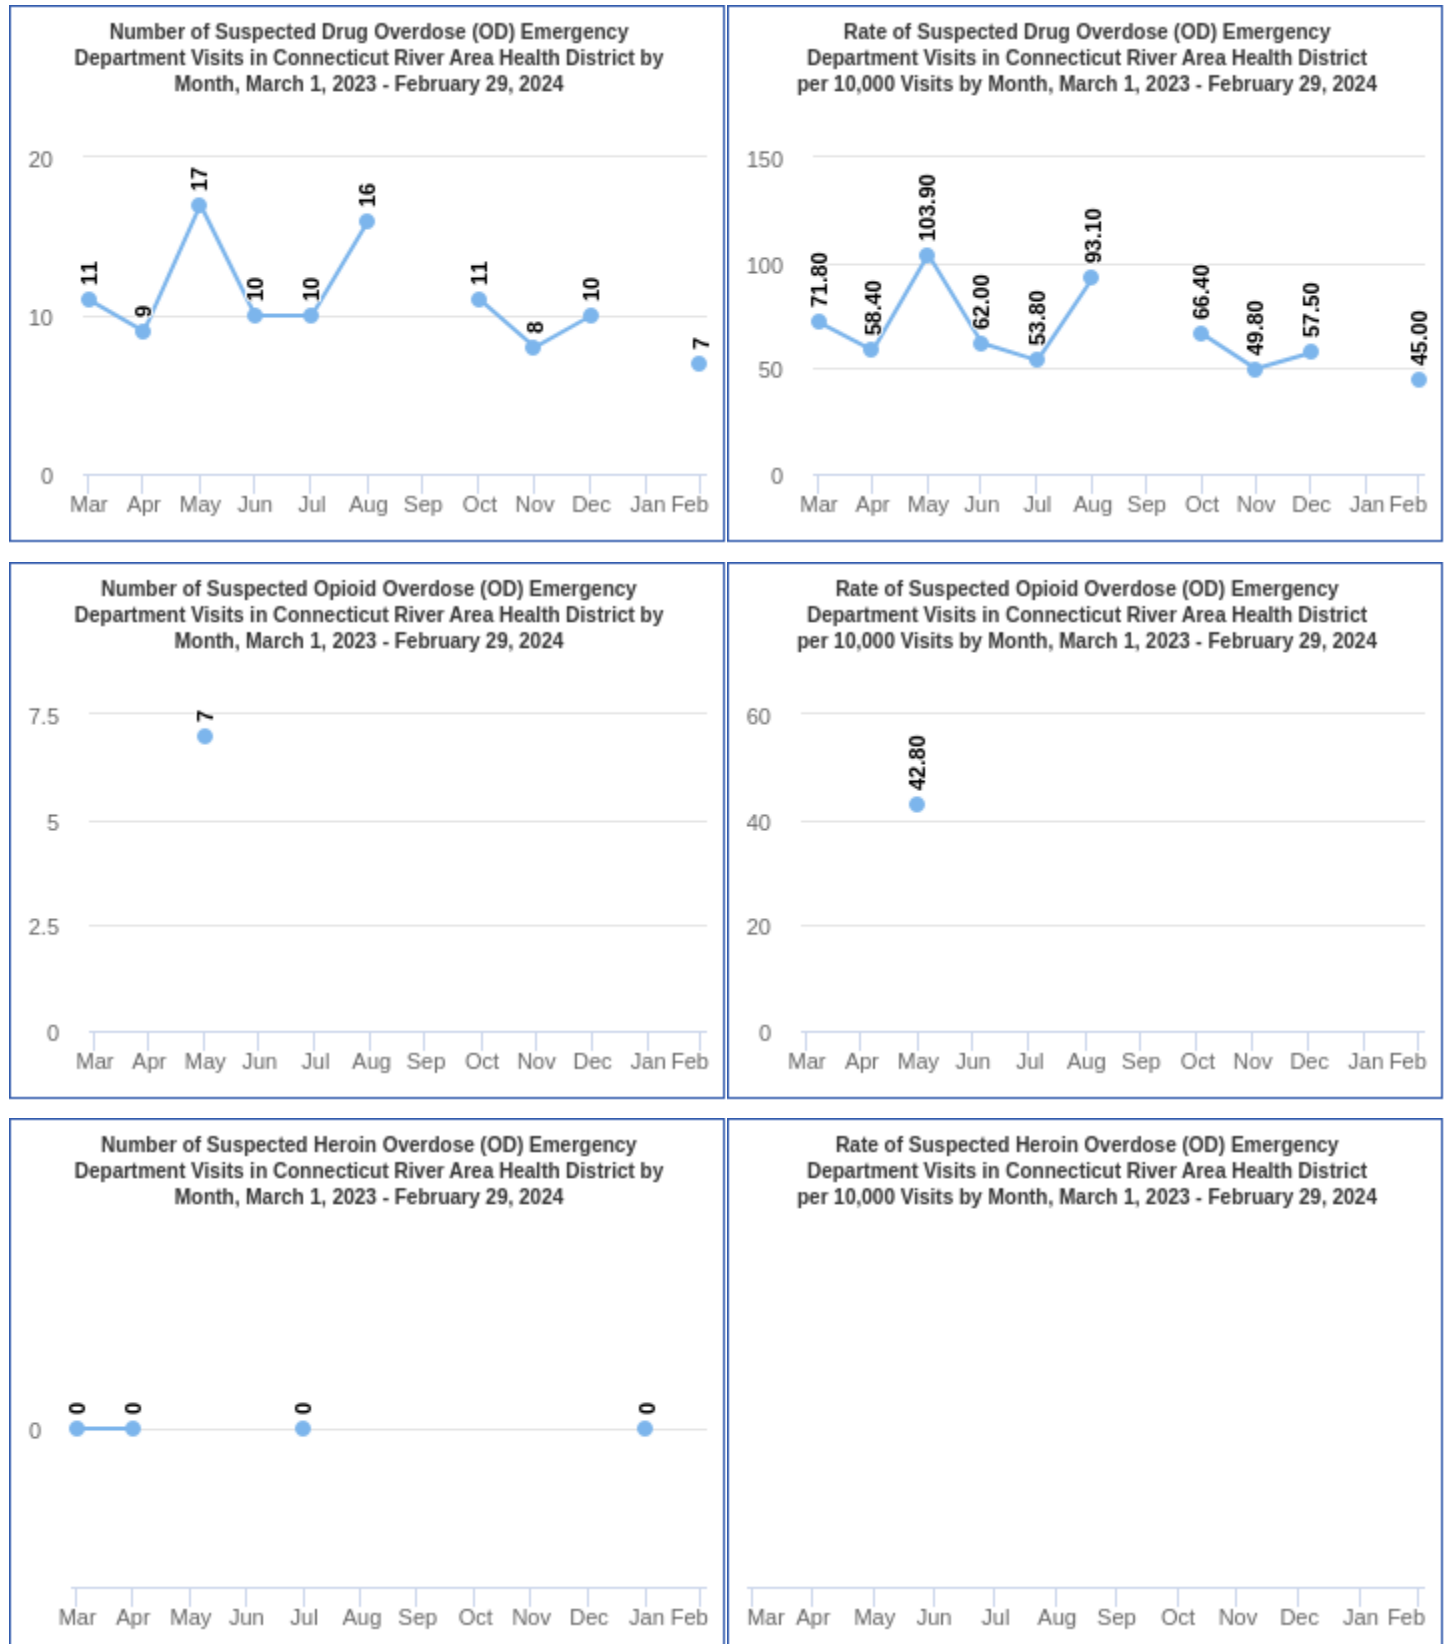 Number of Suspected Drug Overdose (OD) Emergency
Department Visits in Connecticut River Area Health District by
Month, March 1, 2023 - February 29, 2024
20
10
0
11
9
17
10
10
16
11
8
10
7
Mar Apr May Jun Jul Aug Sep Oct Nov Dec Jan Feb
Rate of Suspected Drug Overdose (OD) Emergency
Department Visits in Connecticut River Area Health District
per 10,000 Visits by Month, March 1, 2023 - February 29, 2024
150
100
50
0
71.80
58.40
103.90
62.00
53.80
93.10
66.40
49.80
57.50
45.00
Mar Apr May Jun Jul Aug Sep Oct Nov Dec Jan Feb
Number of Suspected Opioid Overdose (OD) Emergency
Department Visits in Connecticut River Area Health District by
Month, March 1, 2023 - February 29, 2024
7.5
5
2.5
0
7
Mar Apr May Jun Jul Aug Sep Oct Nov Dec Jan Feb
Rate of Suspected Opioid Overdose (OD) Emergency
Department Visits in Connecticut River Area Health District
per 10,000 Visits by Month, March 1, 2023 - February 29, 2024
60
40
20
0
42.80
Mar Apr May Jun Jul Aug Sep Oct Nov Dec Jan Feb
Number of Suspected Heroin Overdose (OD) Emergency
Department Visits in Connecticut River Area Health District by
Month, March 1, 2023 - February 29, 2024
0
0
0
0
0
Mar Apr May Jun Jul Aug Sep Oct Nov Dec Jan Feb
Rate of Suspected Heroin Overdose (OD) Emergency
Department Visits in Connecticut River Area Health District
per 10,000 Visits by Month, March 1, 2023 - February 29, 2024
Mar Apr May Jun Jul Aug Sep Oct Nov Dec Jan Feb